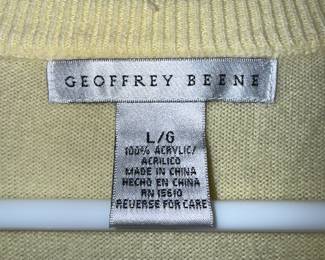 GEOFFREY BEENE
L/G
100% ACRYLIC/
ACRILICO
MADE IN CHINA
HECHO EN CHINA
RN 15610
REVERSE FOR CARE